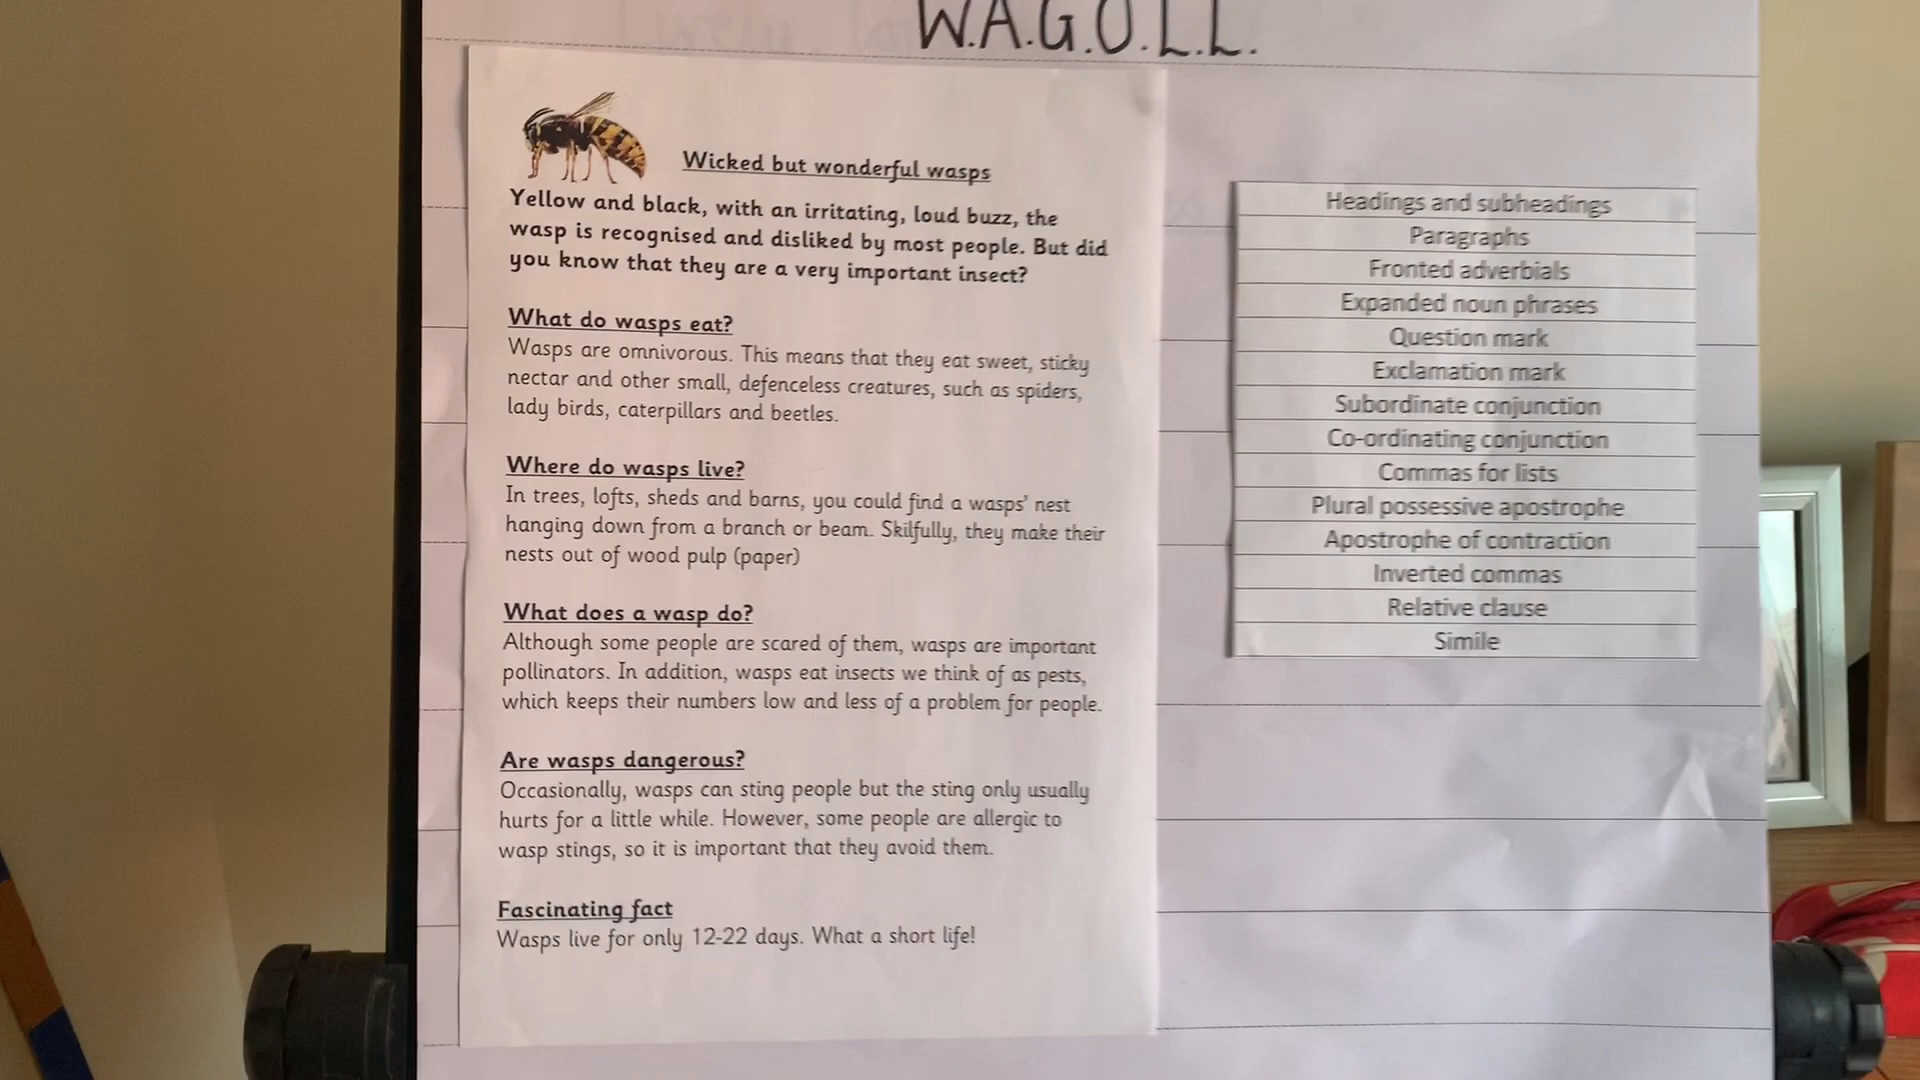 W.A.G.O.L.L.
Wicked but wonderful wasps
Yellow and black, with an irritating, loud buzz, the
wasp is recognised and disliked by most people. But did
you know that they are a very important insect?
What do wasps eat?
Wasps are omnivorous. This means that they eat sweet, sticky
nectar and other small, defenceless creatures, such as spiders,
lady birds, caterpillars and beetles.
Where do wasps live?
In trees, lofts, sheds and barns, you could find a wasps’ nest
hanging down from a branch or beam. Skilfully, they make their
nests out of wood pulp (paper)
What does a wasp do?
Although some people are scared of them, wasps are important
pollinators. In addition, wasps eat insects we think of as pests,
which keeps their numbers low and less of a problem for people.
Are wasps dangerous?
Occasionally, wasps can sting people but the sting only usually
hurts for a little while. However, some people are allergic to
wasp stings, so it is important that they avoid them.
Fascinating fact
Wasps live for only 12-22 days. What a short life!
Headings and subheadings
Paragraphs
Fronted adverbials
Expanded noun phrases
Question mark
Exclamation mark
Subordinate conjunction
Co-ordinating conjunction
Commas for lists
Plural possessive apostrophe
Apostrophe of contraction
Inverted commas
Relative clause
Simile